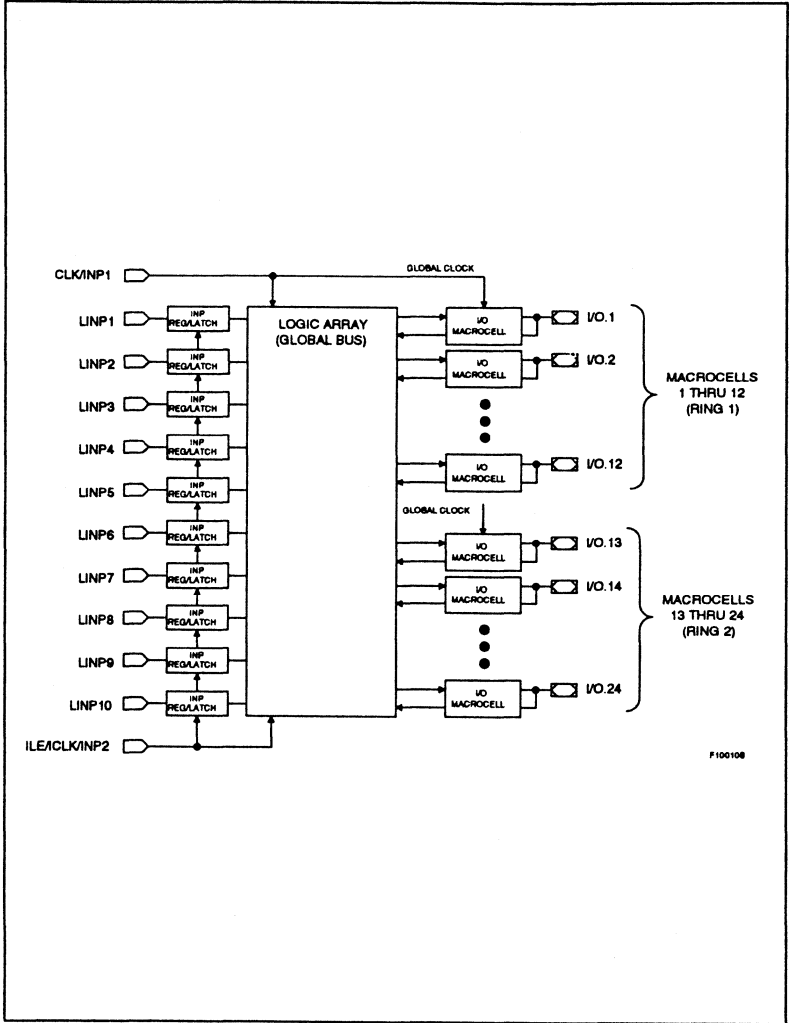 GLOBAL CLOCK
CLK/INP1
LINP1
INP
REG/LATCH
LINP2
INP
REG/LATCH
LINP3
INP
REG/LATCH
LINP4
INP
REG/LATCH
LINP5
INP
REG/LATCH
LINP6
INP
REG/LATCH
LINP7
INP
REG/LATCH
LINP8
INP
REG/LATCH
LINP9
INP
REG/LATCH
LINP10
INP
REG/LATCH
ILE/ICLK/INP2
LOGIC ARRAY
(GLOBAL BUS)
I/O
MACROCELL
I/O.1
I/O
MACROCELL
I/O.2
I/O
MACROCELL
I/O.12
MACROCELLS
1 THRU 12
(RING 1)
GLOBAL CLOCK
I/O
MACROCELL
I/O.13
I/O
MACROCELL
I/O.14
I/O
MACROCELL
I/O.24
MACROCELLS
13 THRU 24
(RING 2)
F100108